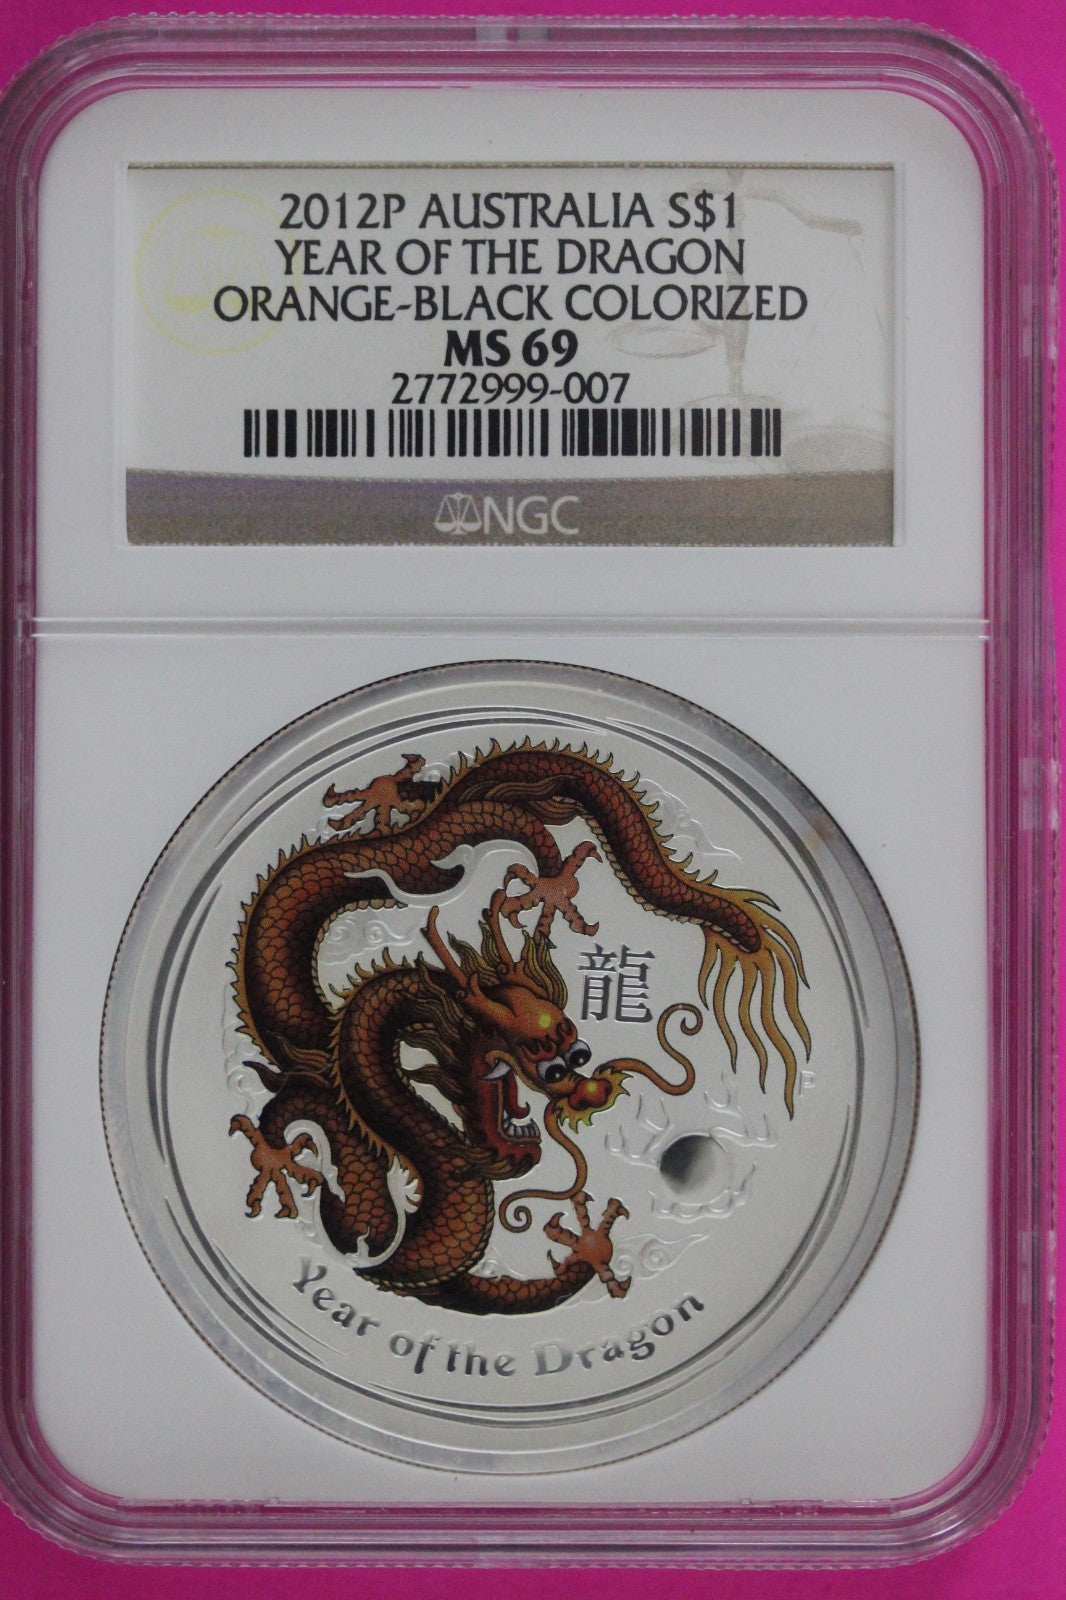 2012P AUSTRALIA S$1
YEAR OF THE DRAGON
ORANGE-BLACK COLORIZED
MS 69
2772999-007
NGC
龍
P
Year of the Dragon